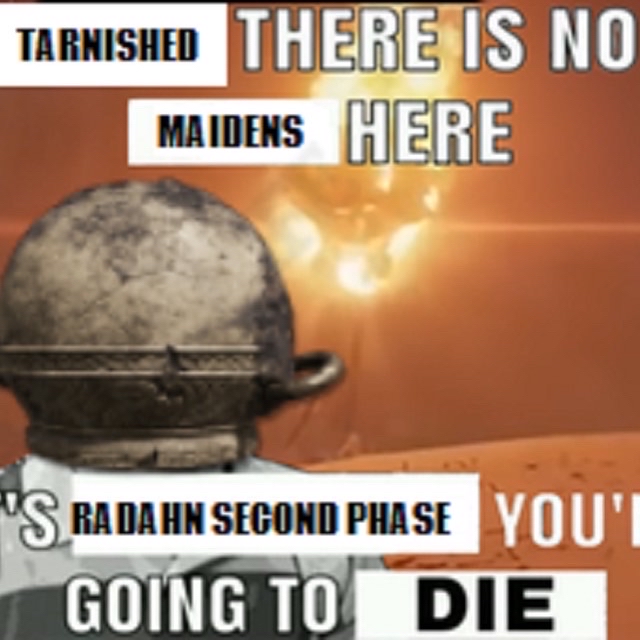 TARNISHED THERE IS NO
MAIDENS HERE
'S RADAHN SECOND PHASE YOU'
GOING TO DIE